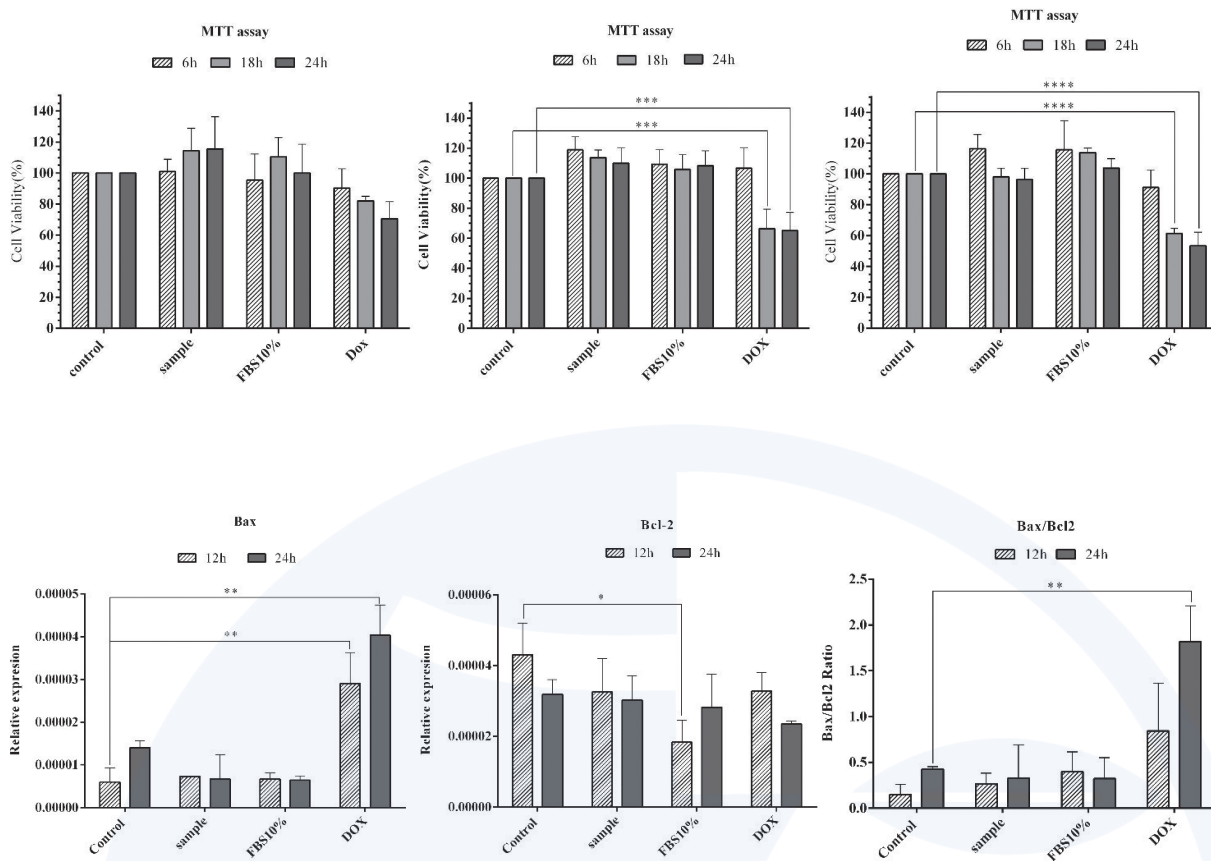 MTT assay
6h 18h 24h
Cell Viability(%)
140
120
100
80
60
40
20
0
control sample FBS10% Dox
MTT assay
6h 18h 24h
***
***
Cell Viability(%)
140
120
100
80
60
40
20
0
control sample FBS10% DOX
MTT assay
6h 18h 24h
****
****
Cell Viability(%)
140
120
100
80
60
40
20
0
control sample FBS10% DOX
Bax
12h 24h
**
**
Relative expresion
0.00005
0.00004
0.00003
0.00002
0.00001
0.00000
Control sample FBS10% DOX
Bcl-2
12h 24h
*
Relative expresion
0.00006
0.00004
0.00002
0.00000
Control sample FBS10% DOX
Bax/Bcl2
12h 24h
**
Bax/Bcl2 Ratio
2.5
2.0
1.5
1.0
0.5
0.0
Control sample FBS10% DOX